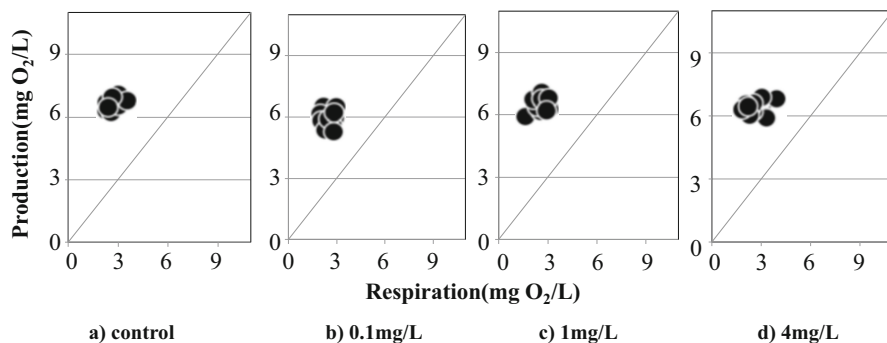 Production(mg O₂/L)
9 9 9 9
6 6 6 6
3 3 3 3
0 0 0 0
0 3 6 9 0 3 6 9 0 3 6 9 0 3 6 9
Respiration(mg O₂/L)
a) control b) 0.1mg/L c) 1mg/L d) 4mg/L